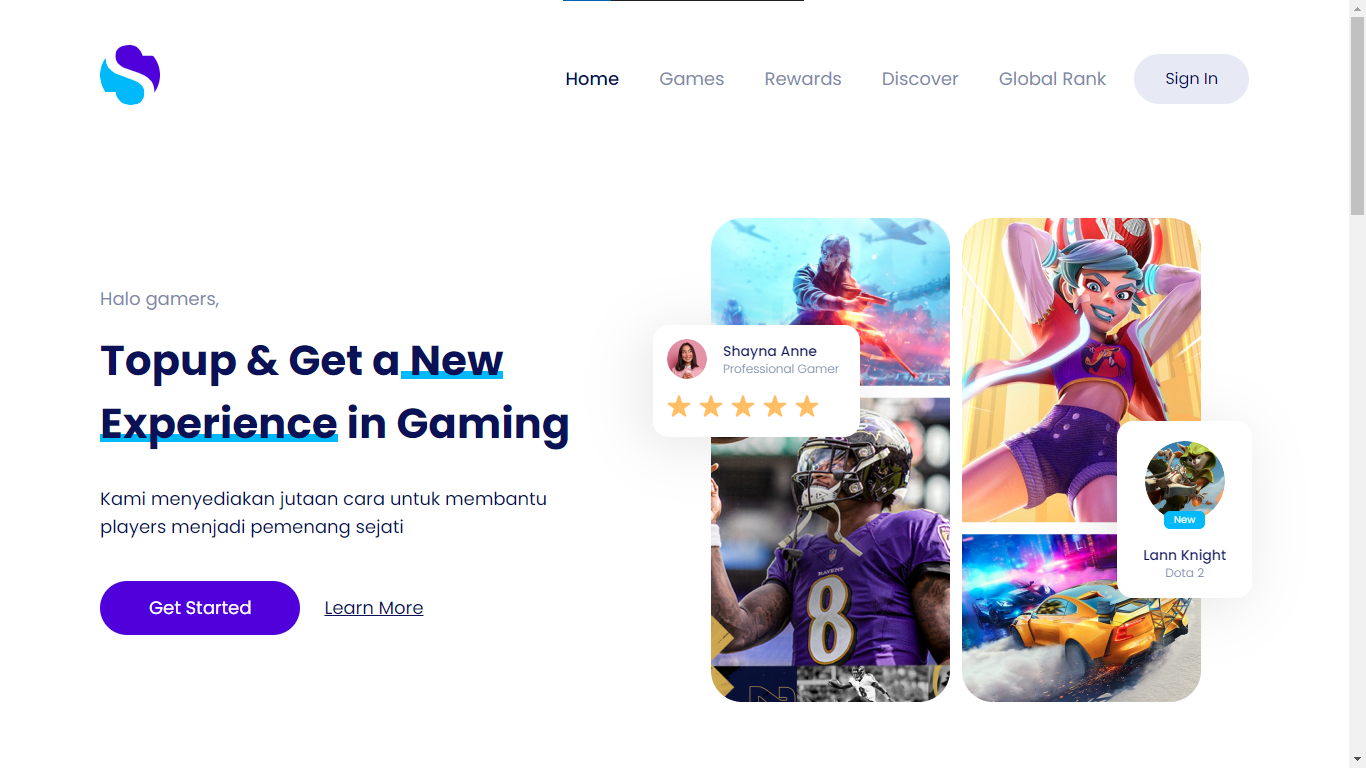 Home Games Rewards Discover Global Rank Sign In
Halo gamers,
Topup & Get a New
Experience in Gaming
Kami menyediakan jutaan cara untuk membantu
players menjadi pemenang sejati
Get Started Learn More
Shayna Anne
Professional Gamer
RAVENS
8
New
Lann Knight
Dota 2